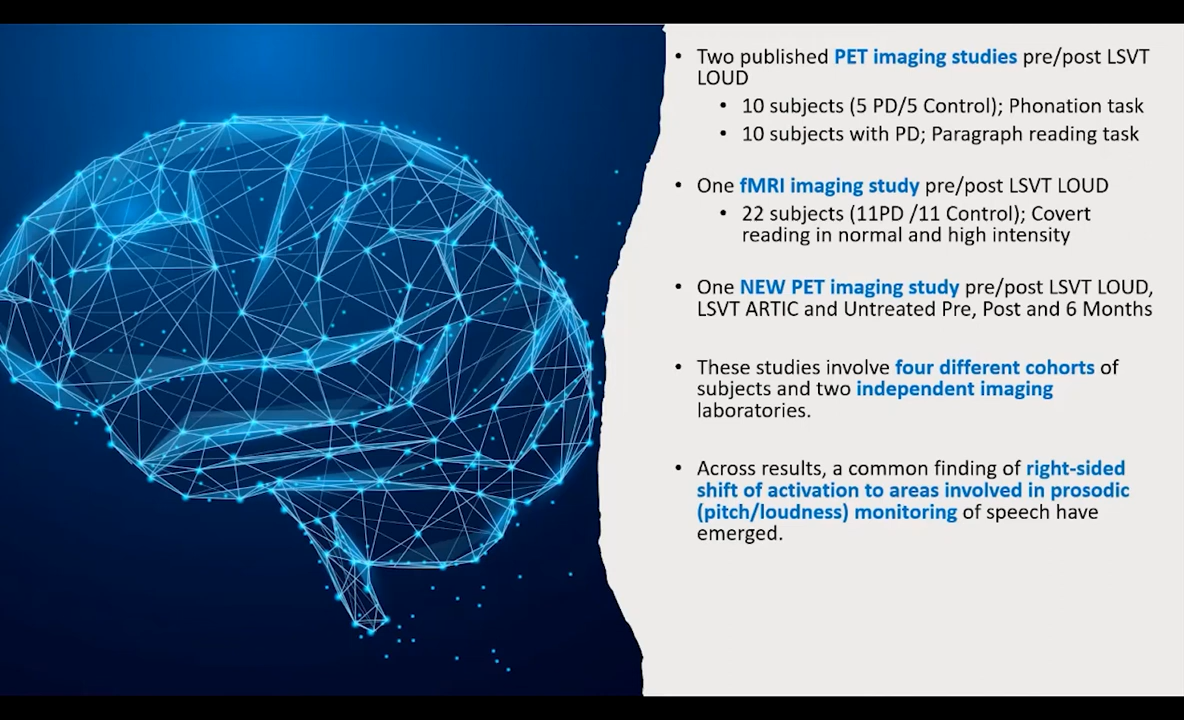 • Two published PET imaging studies pre/post LSVT
LOUD
• 10 subjects (5 PD/5 Control); Phonation task
• 10 subjects with PD; Paragraph reading task
• One fMRI imaging study pre/post LSVT LOUD
• 22 subjects (11PD /11 Control); Covert
reading in normal and high intensity
• One NEW PET imaging study pre/post LSVT LOUD,
LSVT ARTIC and Untreated Pre, Post and 6 Months
• These studies involve four different cohorts of
subjects and two independent imaging
laboratories.
• Across results, a common finding of right-sided
shift of activation to areas involved in prosodic
(pitch/loudness) monitoring of speech have
emerged.